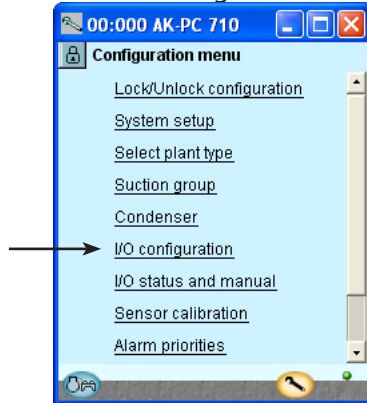 00:000 AK-PC 710
Configuration menu
Lock/Unlock configuration
System setup
Select plant type
Suction group
Condenser
I/O configuration
I/O status and manual
Sensor calibration
Alarm priorities